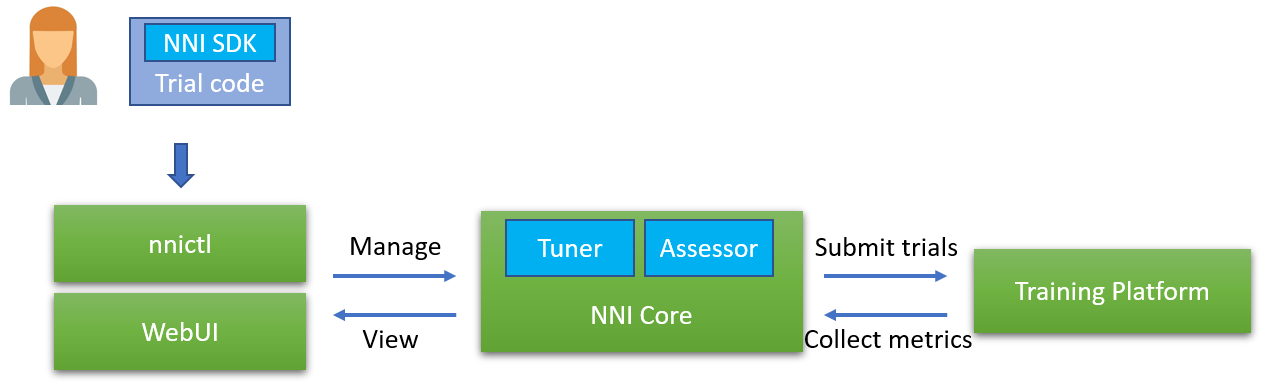 NNI SDK
Trial code
nnictl
WebUI
Manage
View
Tuner
Assessor
NNI Core
Submit trials
Collect metrics
Training Platform